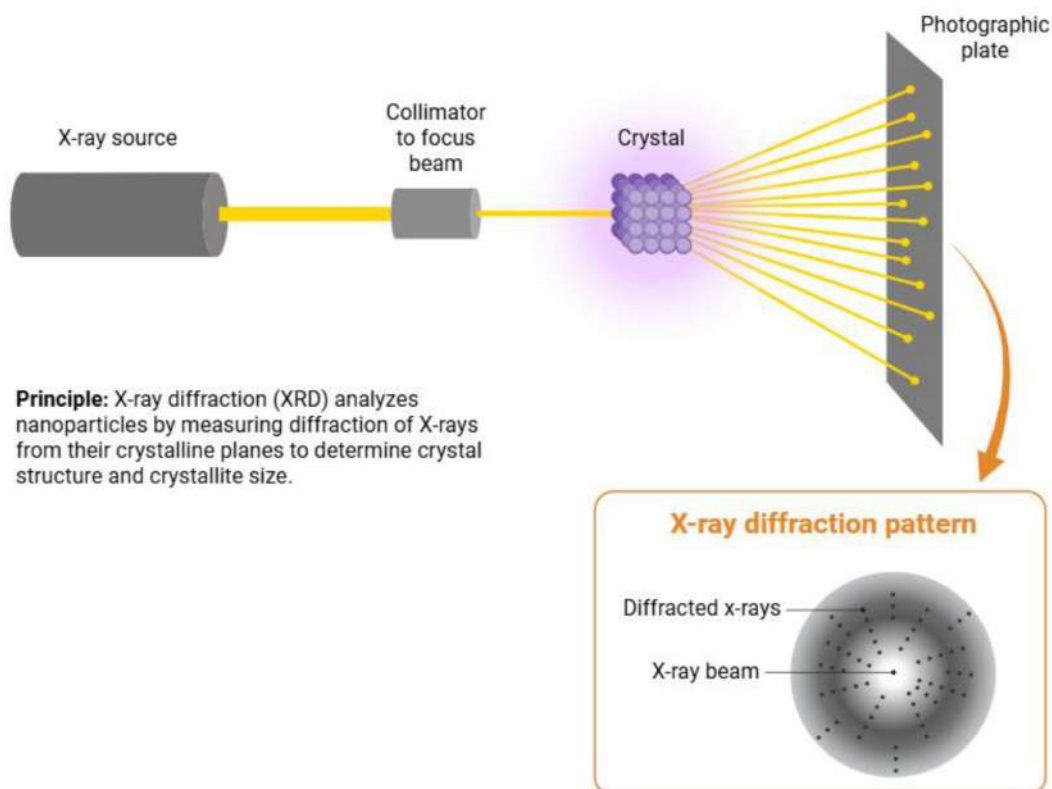 Photographic
plate
Collimator
to focus
beam
X-ray source
Crystal
Principle: X-ray diffraction (XRD) analyzes
nanoparticles by measuring diffraction of X-rays
from their crystalline planes to determine crystal
structure and crystallite size.
X-ray diffraction pattern
Diffracted x-rays
X-ray beam